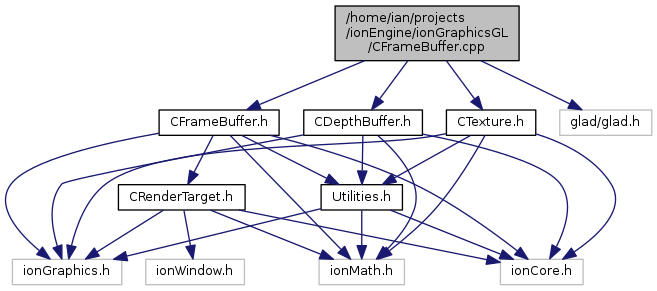 /home/ian/projects
/ionEngine/ionGraphicsGL
/CFrameBuffer.cpp
CFrameBuffer.h
CDepthBuffer.h
CTexture.h
glad/glad.h
CRenderTarget.h
Utilities.h
ionGraphics.h
ionWindow.h
ionMath.h
ionCore.h